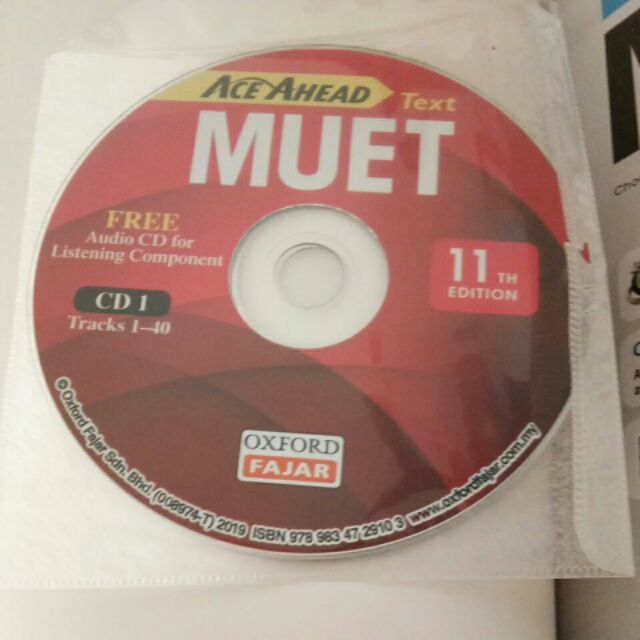 ACE AHEAD Text
MUET
FREE
Audio CD for
Listening Component
CD 1
Tracks 1–40
11TH
EDITION
OXFORD
FAJAR
© Oxford Fajar Sdn. Bhd. (008974-T) 2019 ISBN 978 983 47 2910 3 www.oxfordfajar.com.my